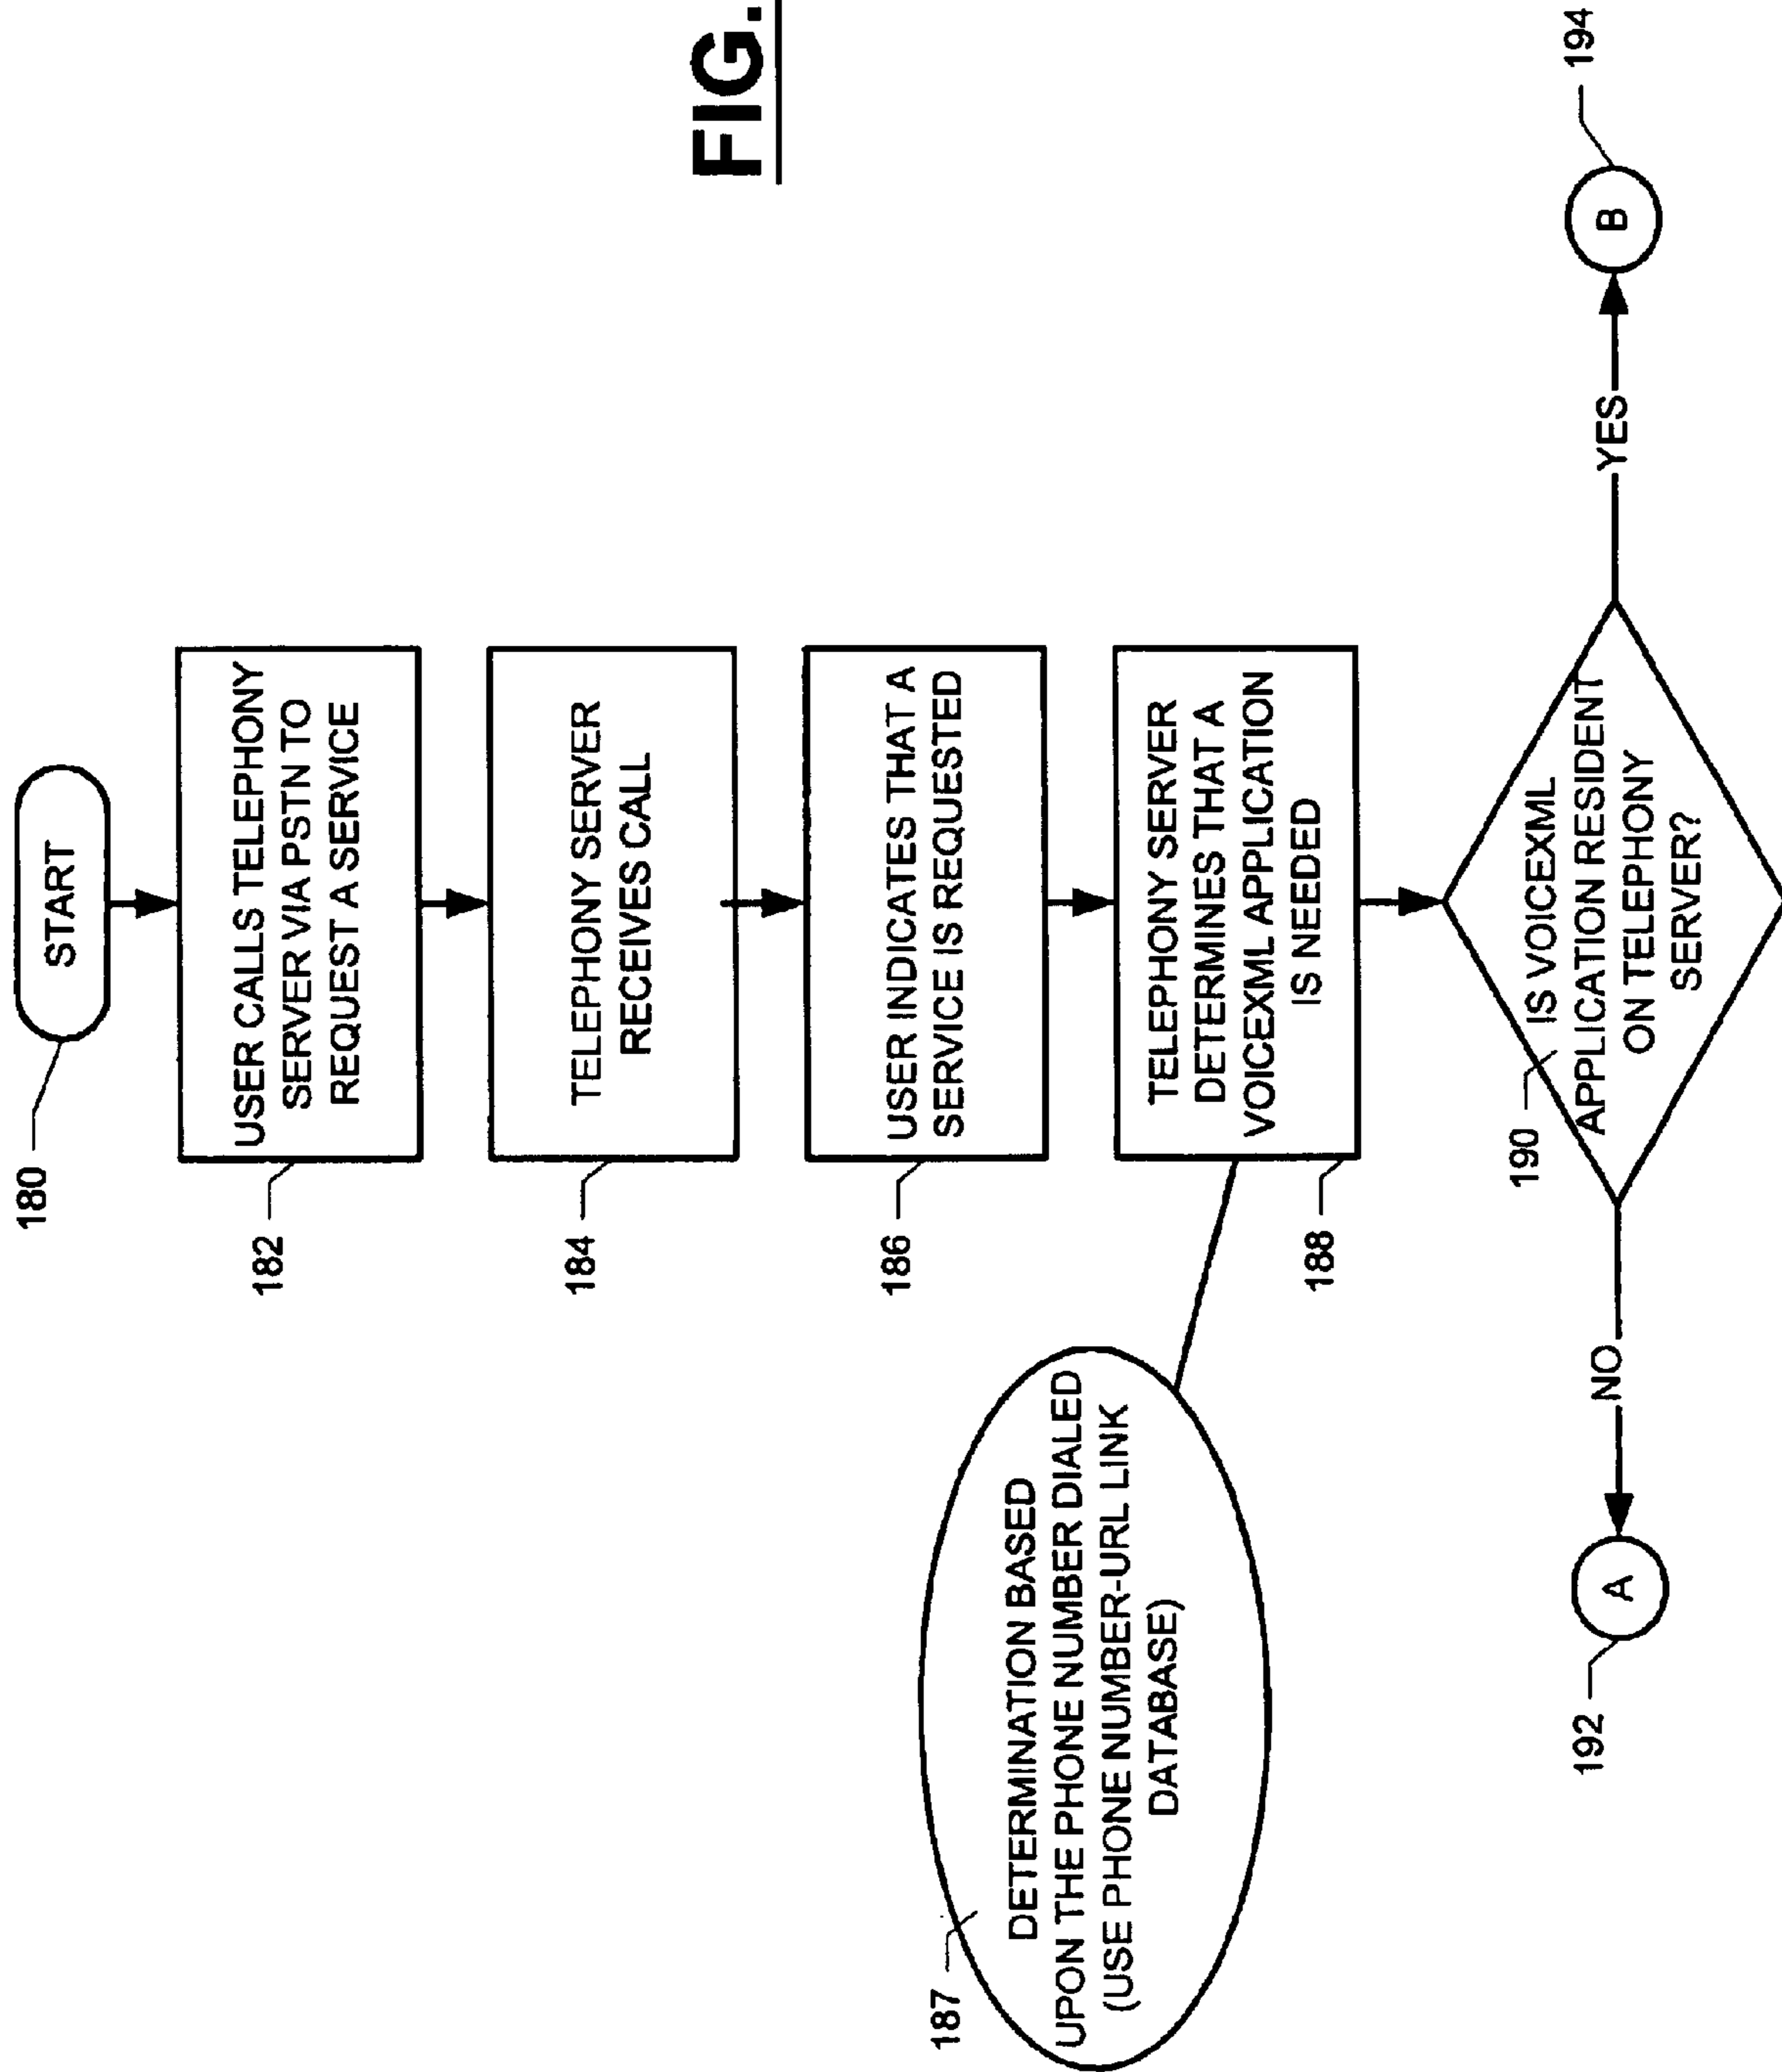 180
START
182
USER CALLS TELEPHONY
SERVER VIA PSTN TO
REQUEST A SERVICE
184
TELEPHONY SERVER
RECEIVES CALL
186
USER INDICATES THAT A
SERVICE IS REQUESTED
187
DETERMINATION BASED
UPON THE PHONE NUMBER DIALED
(USE PHONE NUMBER-URL LINK
DATABASE)
188
TELEPHONY SERVER
DETERMINES THAT A
VOICEXML APPLICATION
IS NEEDED
190
IS VOICEXML
APPLICATION RESIDENT
ON TELEPHONY
SERVER?
NO
YES
192
A
B
194
FIG.